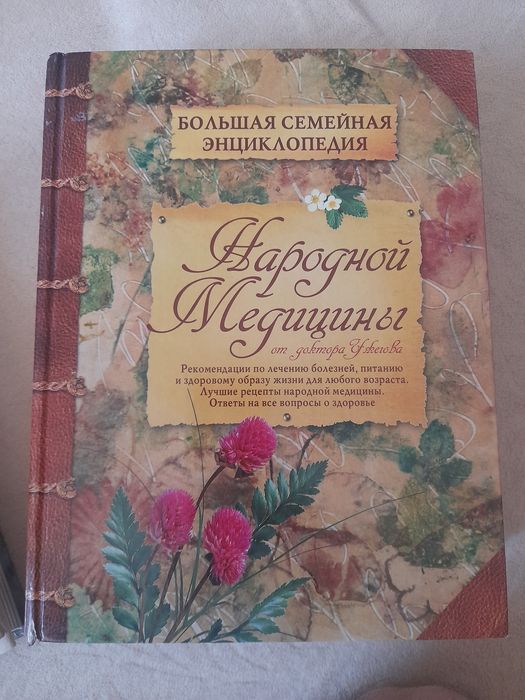 БОЛЬШАЯ СЕМЕЙНАЯ
ЭНЦИКЛОПЕДИЯ
Народной
Медицины
от доктора Ужегова
Рекомендации по лечению болезней, питанию
и здоровому образу жизни для любого возраста.
Лучшие рецепты народной медицины.
Ответы на все вопросы о здоровье